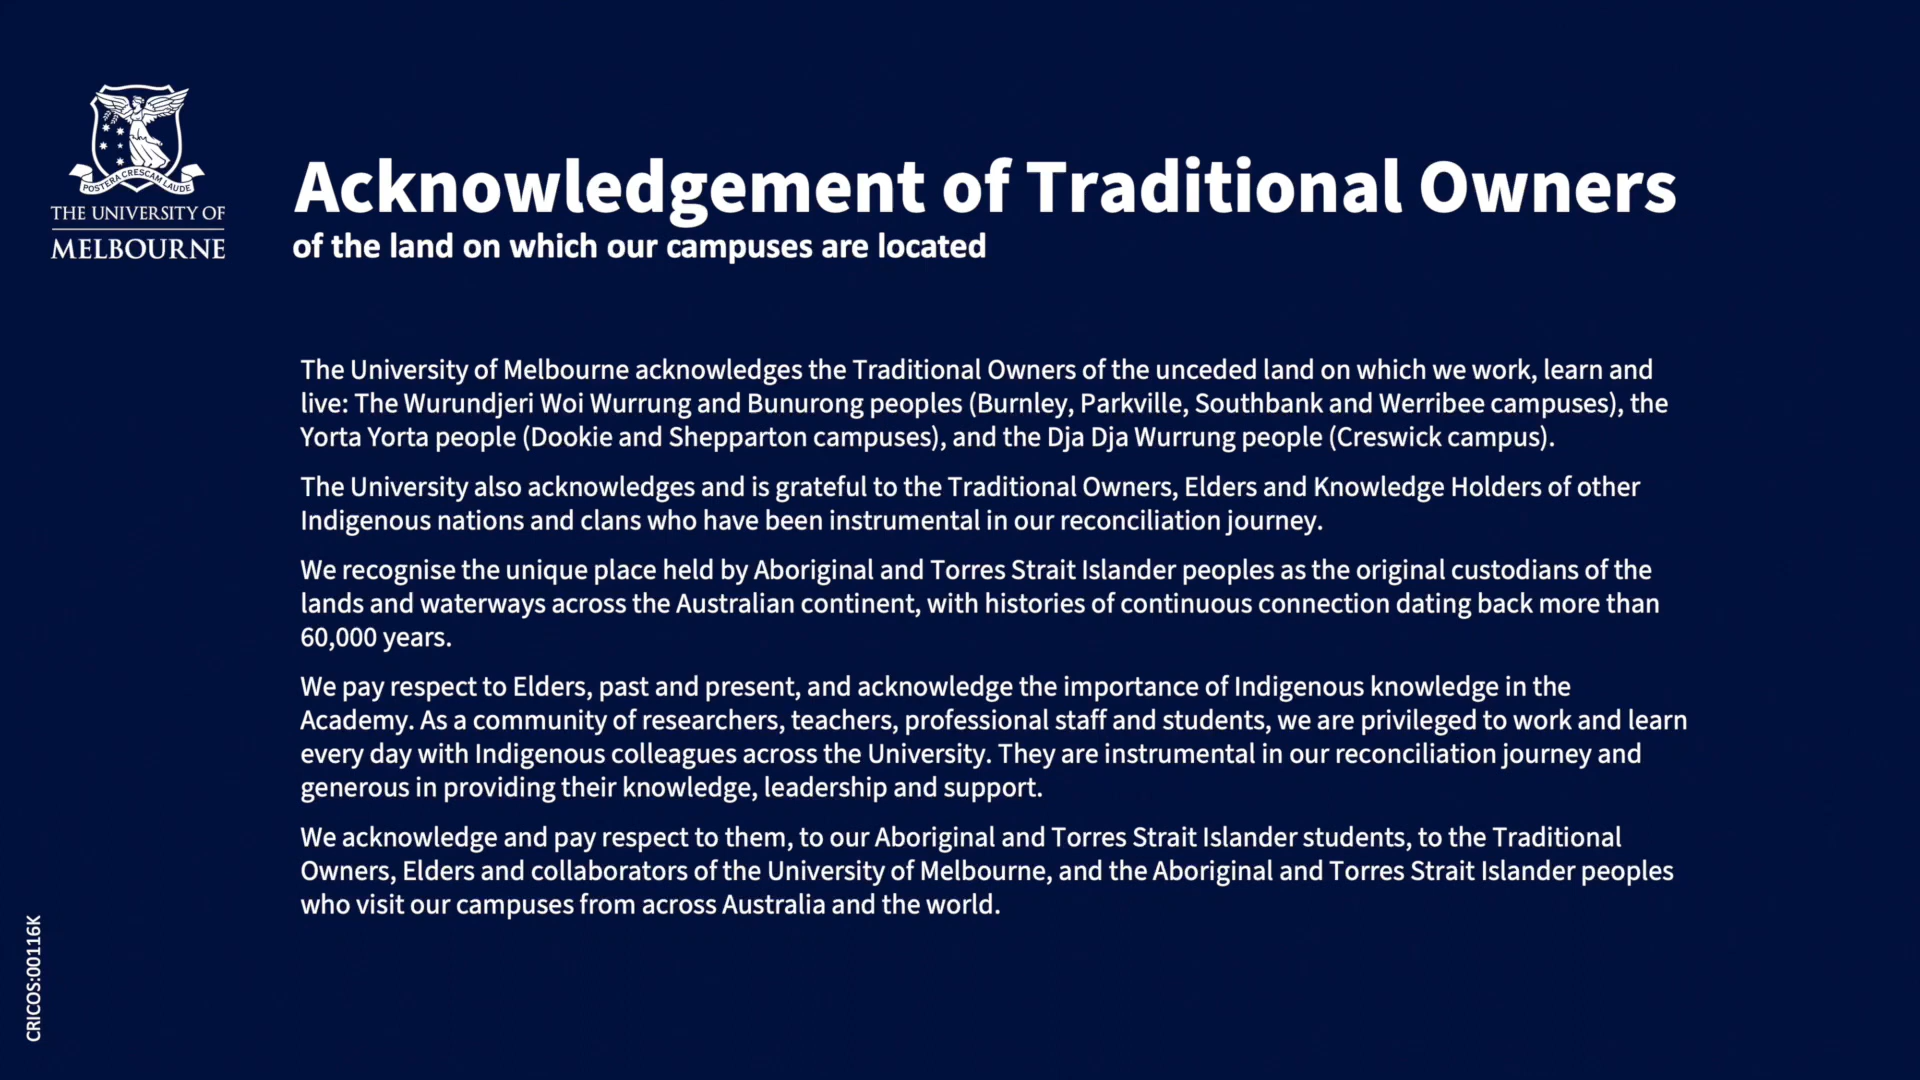 POSTERA CRESCAM LAUDE
THE UNIVERSITY OF
MELBOURNE
Acknowledgement of Traditional Owners
of the land on which our campuses are located
The University of Melbourne acknowledges the Traditional Owners of the unceded land on which we work, learn and
live: The Wurundjeri Woi Wurrung and Bunurong peoples (Burnley, Parkville, Southbank and Werribee campuses), the
Yorta Yorta people (Dookie and Shepparton campuses), and the Dja Dja Wurrung people (Creswick campus).
The University also acknowledges and is grateful to the Traditional Owners, Elders and Knowledge Holders of other
Indigenous nations and clans who have been instrumental in our reconciliation journey.
We recognise the unique place held by Aboriginal and Torres Strait Islander peoples as the original custodians of the
lands and waterways across the Australian continent, with histories of continuous connection dating back more than
60,000 years.
We pay respect to Elders, past and present, and acknowledge the importance of Indigenous knowledge in the
Academy. As a community of researchers, teachers, professional staff and students, we are privileged to work and learn
every day with Indigenous colleagues across the University. They are instrumental in our reconciliation journey and
generous in providing their knowledge, leadership and support.
We acknowledge and pay respect to them, to our Aboriginal and Torres Strait Islander students, to the Traditional
Owners, Elders and collaborators of the University of Melbourne, and the Aboriginal and Torres Strait Islander peoples
who visit our campuses from across Australia and the world.
CRICOS:00116K